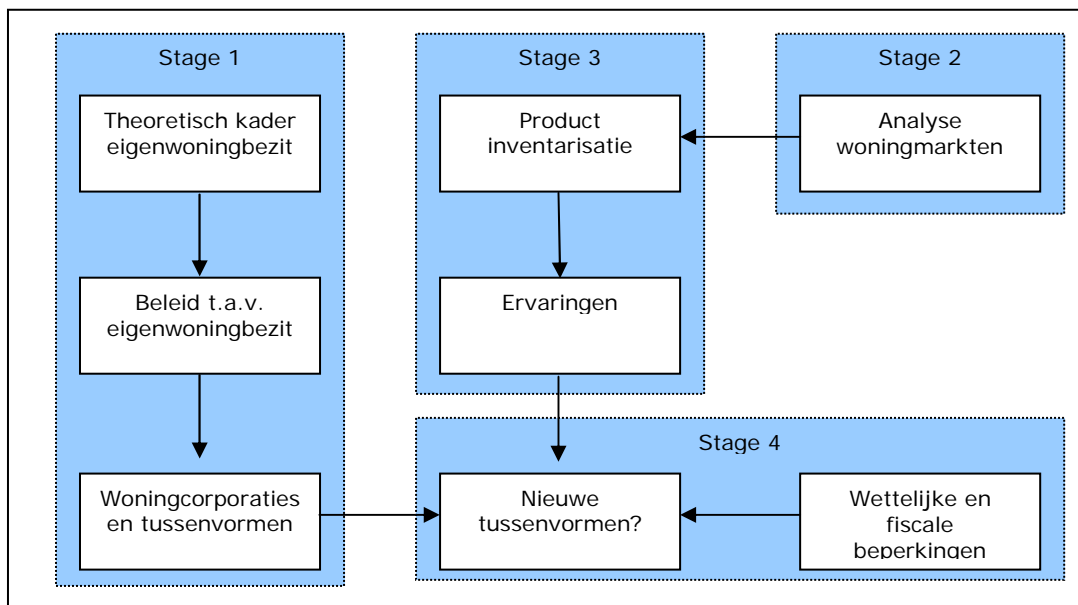 Stage 1
Theoretisch kader
eigenwoningbezit
Beleid t.a.v.
eigenwoningbezit
Woningcorporaties
en tussenvormen
Stage 3
Product
inventarisatie
Ervaringen
Stage 2
Analyse
woningmarkten
Stage 4
Nieuwe
tussenvormen?
Wettelijke en
fiscale
beperkingen